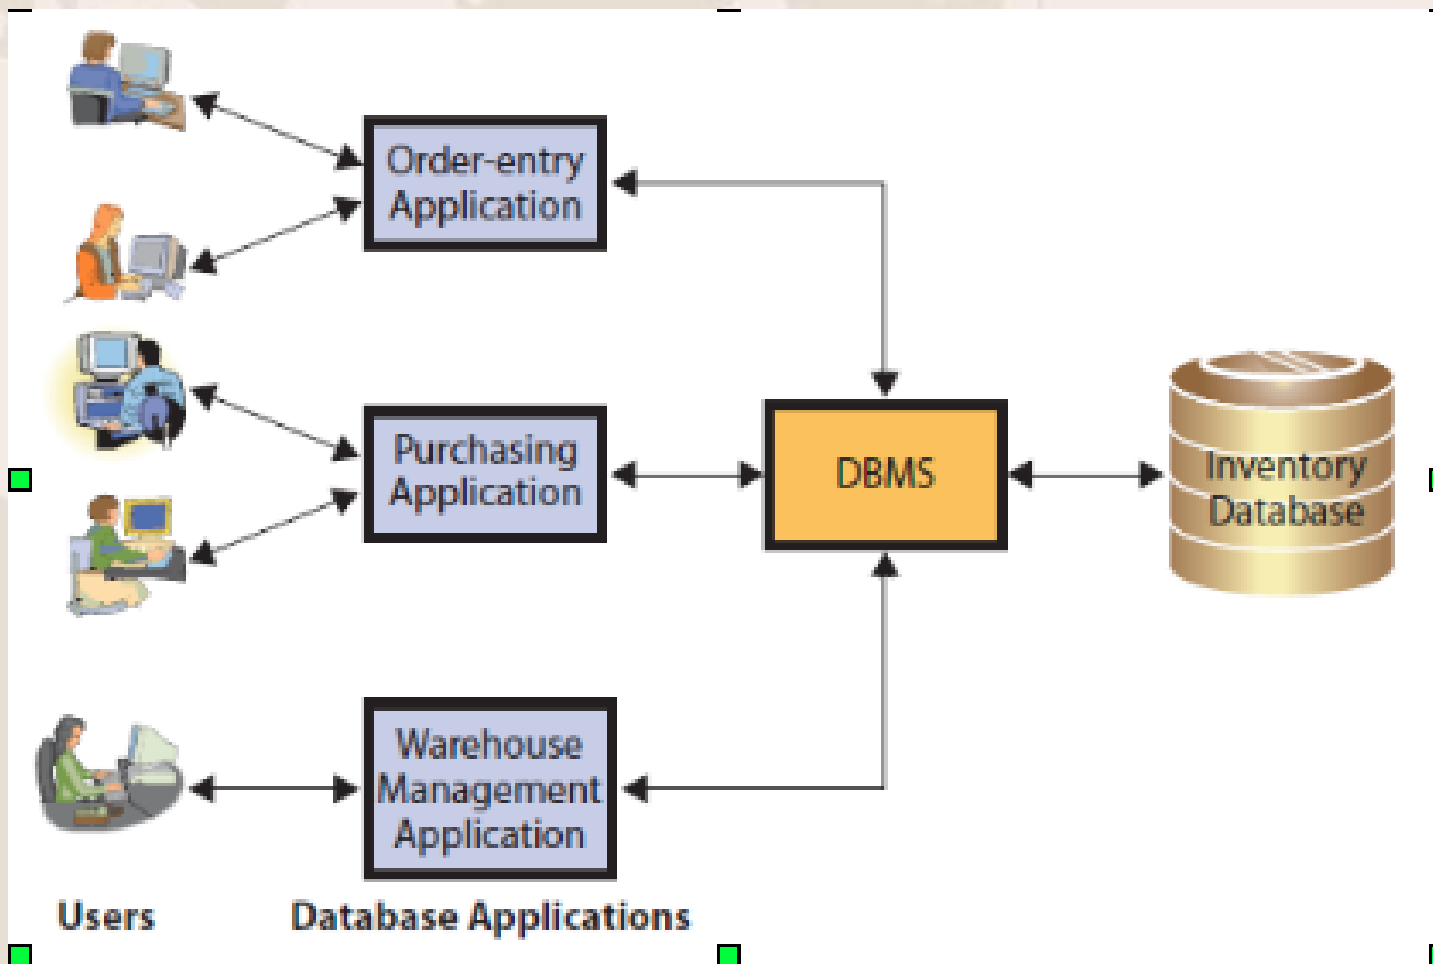 Order-entry
Application
Purchasing
Application
DBMS
Inventory
Database
Warehouse
Management
Application
Users
Database Applications